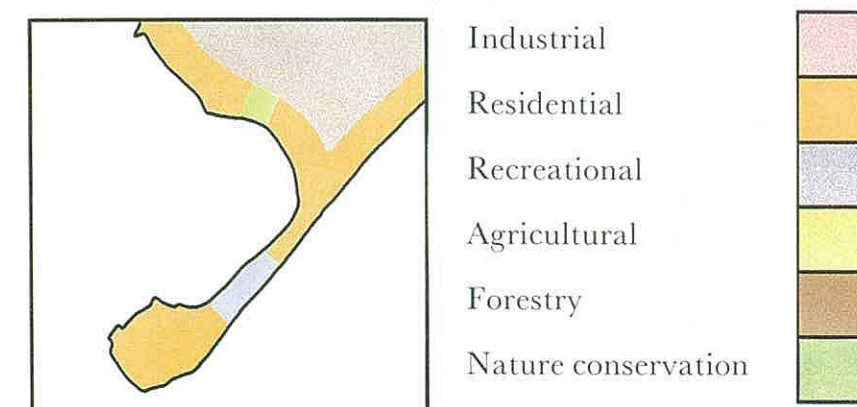 Industrial
Residential
Recreational
Agricultural
Forestry
Nature conservation